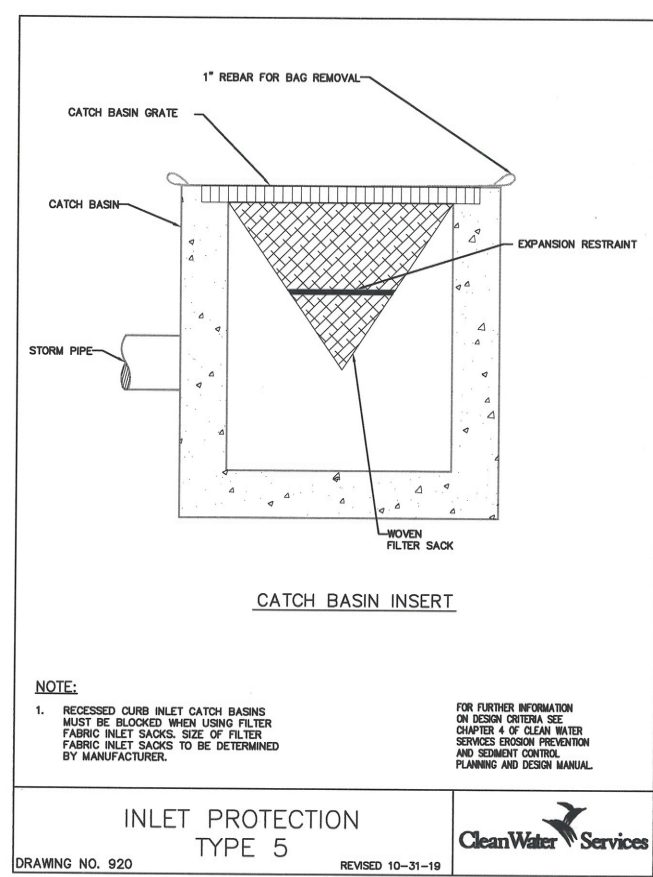 1" REBAR FOR BAG REMOVAL
CATCH BASIN GRATE
CATCH BASIN
EXPANSION RESTRAINT
STORM PIPE
WOVEN
FILTER SACK
CATCH BASIN INSERT
NOTE:
1. RECESSED CURB INLET CATCH BASINS
MUST BE BLOCKED WHEN USING FILTER
FABRIC INLET SACKS. SIZE OF FILTER
FABRIC INLET SACKS TO BE DETERMINED
BY MANUFACTURER.
FOR FURTHER INFORMATION
ON DESIGN CRITERIA SEE
CHAPTER 4 OF CLEAN WATER
SERVICES EROSION PREVENTION
AND SEDIMENT CONTROL
PLANNING AND DESIGN MANUAL.
INLET PROTECTION
TYPE 5
DRAWING NO. 920
REVISED 10-31-19
CleanWater Services